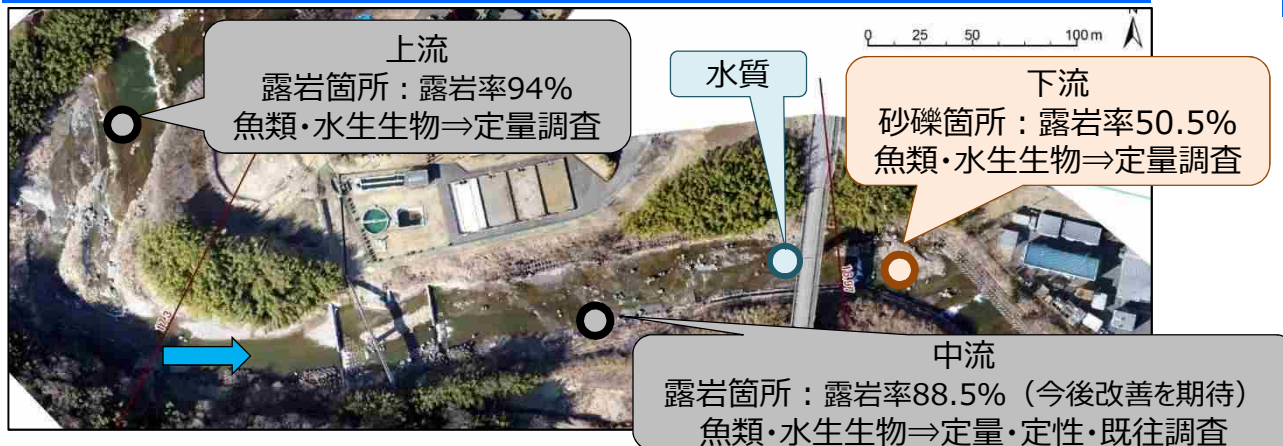 上流
露岩箇所：露岩率94%
魚類・水生生物⇒定量調査
水質
0 25 50 100m
N
下流
砂礫箇所：露岩率50.5%
魚類・水生生物⇒定量調査
中流
露岩箇所：露岩率88.5%（今後改善を期待）
魚類・水生生物⇒定量・定性・既往調査